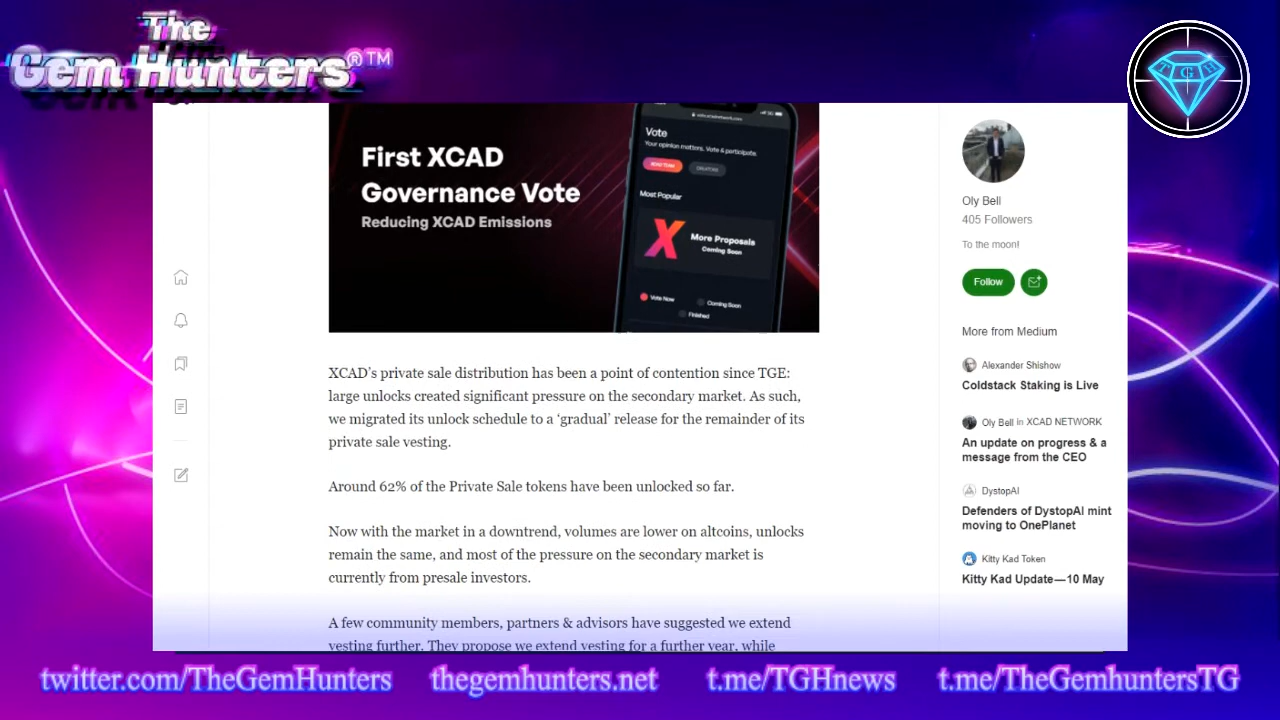 The
Gem Hunters®™
T G H
First XCAD
Governance Vote
Reducing XCAD Emissions
Vote
Your opinion matters. Vote & participate.
Most Popular
X
More Proposals
Coming Soon
Vote Now
Coming Soon
Finished
XCAD’s private sale distribution has been a point of contention since TGE:
large unlocks created significant pressure on the secondary market. As such,
we migrated its unlock schedule to a ‘gradual’ release for the remainder of its
private sale vesting.
Around 62% of the Private Sale tokens have been unlocked so far.
Now with the market in a downtrend, volumes are lower on altcoins, unlocks
remain the same, and most of the pressure on the secondary market is
currently from presale investors.
A few community members, partners & advisors have suggested we extend
vesting further. They propose we extend vesting for a further year, while
Oly Bell
405 Followers
To the moon!
Follow
More from Medium
Alexander Shishow
Coldstack Staking is Live
Oly Bell in XCAD NETWORK
An update on progress & a
message from the CEO
DystopAI
Defenders of DystopAI mint
moving to OnePlanet
Kitty Kad Token
Kitty Kad Update—10 May
twitter.com/TheGemHunters
thegemhunters.net
t.me/TGHnews
t.me/TheGemhuntersTG